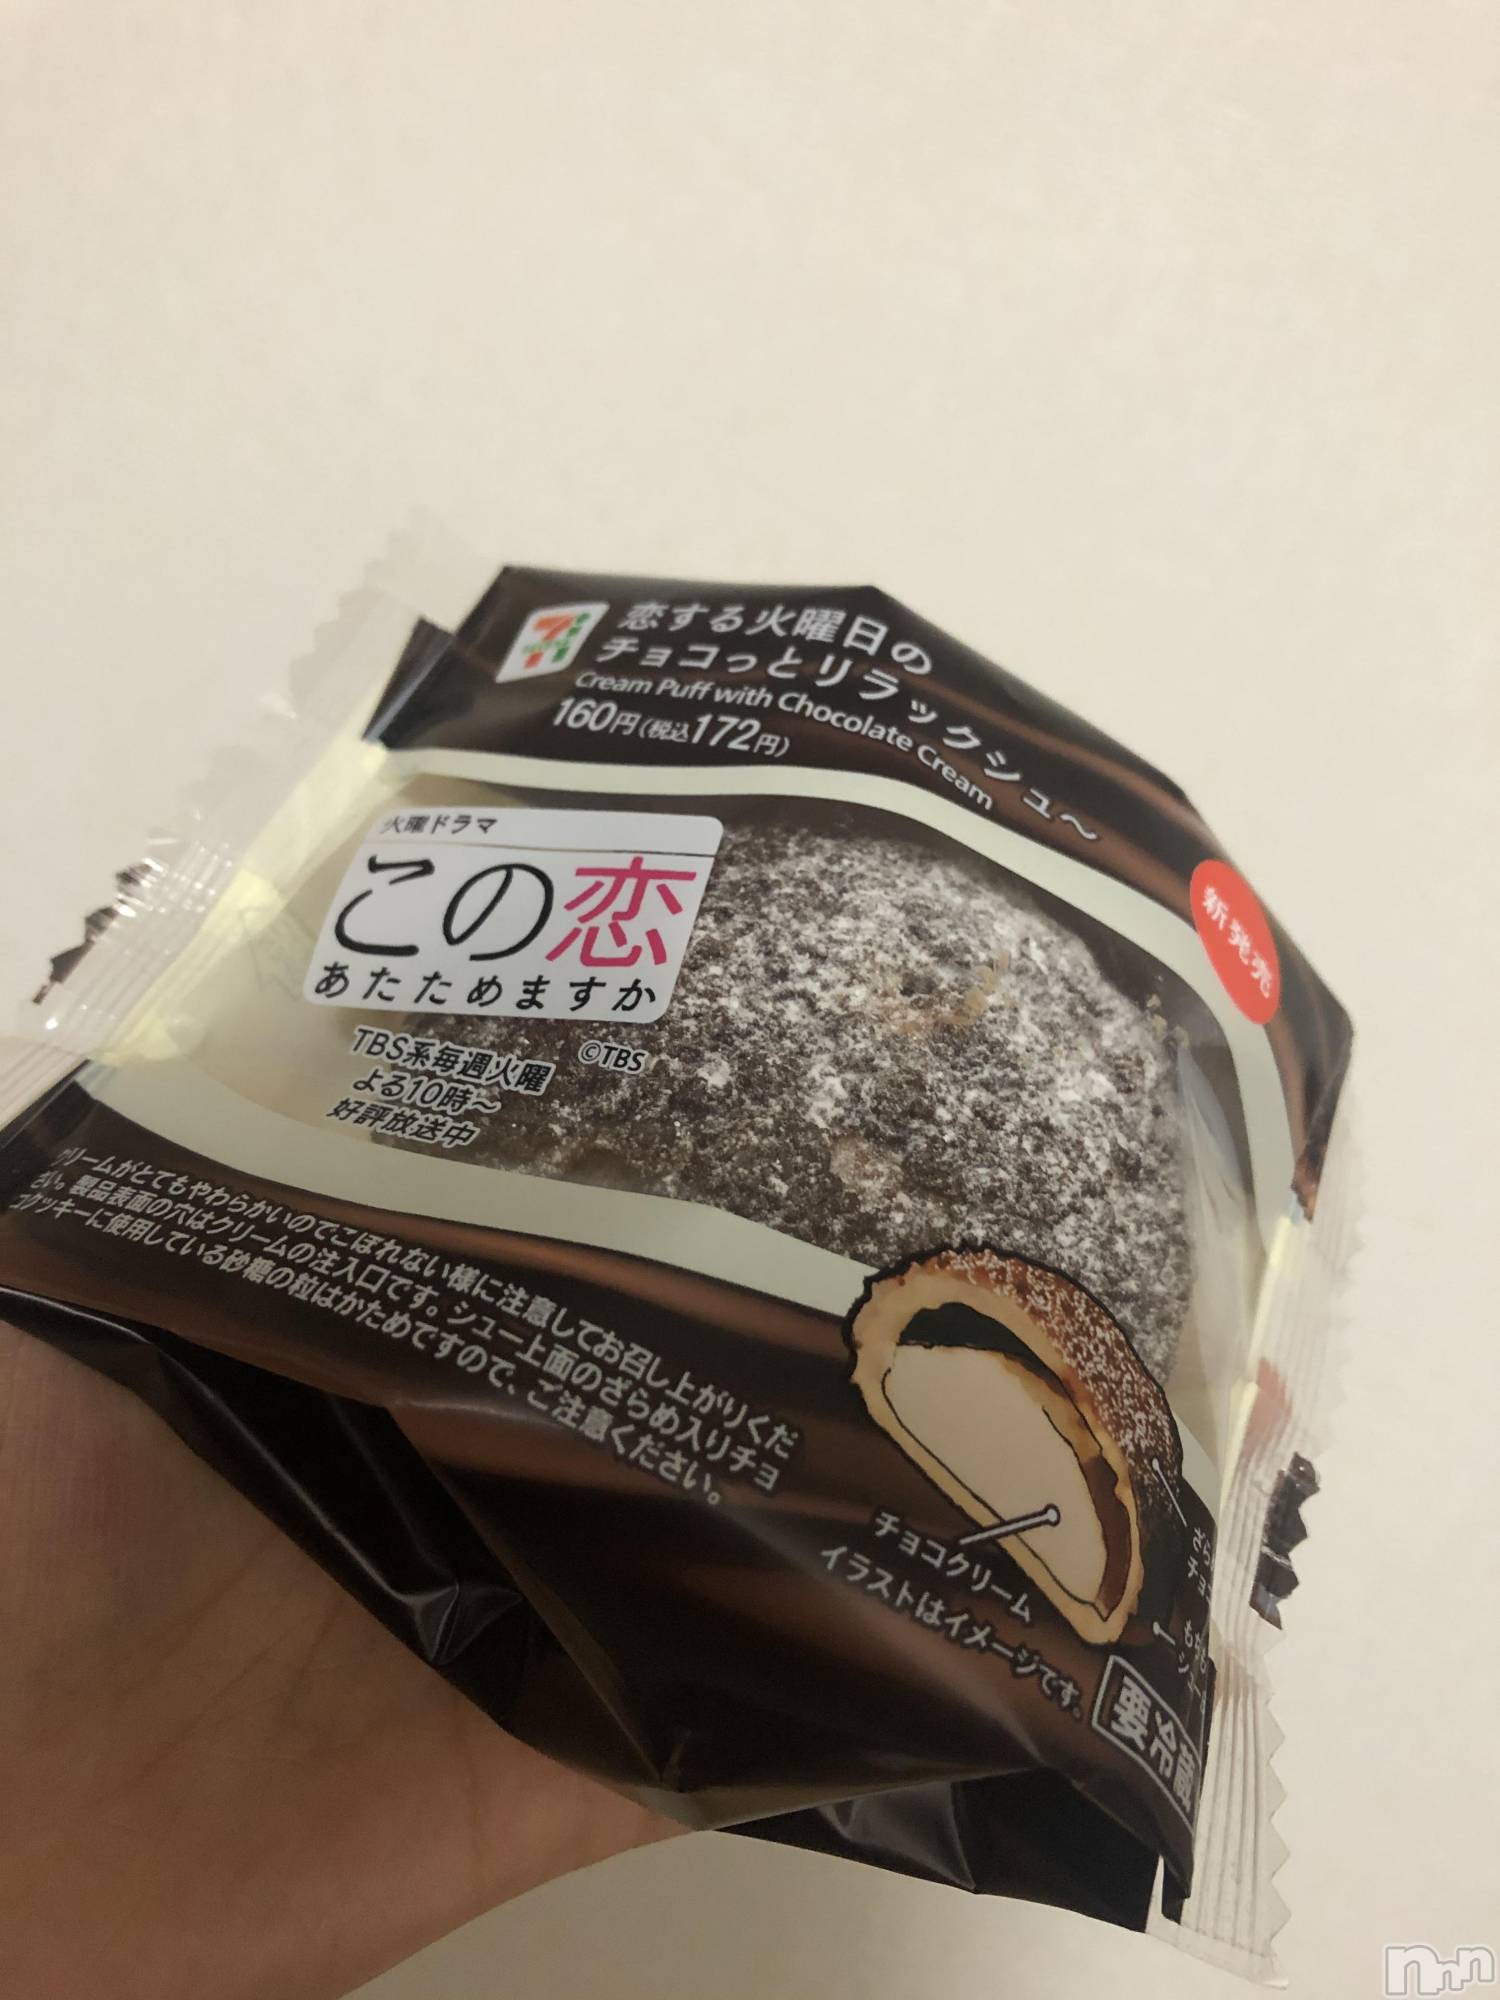 恋する火曜日の
チョコっとリラックシュ～
Cream Puff with Chocolate Cream
160円(税込172円)
新発売
火曜ドラマ
この恋
あたためますか
©TBS
TBS系毎週火曜
よる10時～
好評放送中
クリームがとてもやわらかいのでこぼれない様に注意してお召し上がりくだ
さい。製品表面の穴はクリームの注入口です。シュー上面のざらめ入りチョ
コクッキーに使用している砂糖の粒はかためですので、ご注意ください。
チョコクリーム
イラストはイメージです。
要冷蔵
nnn